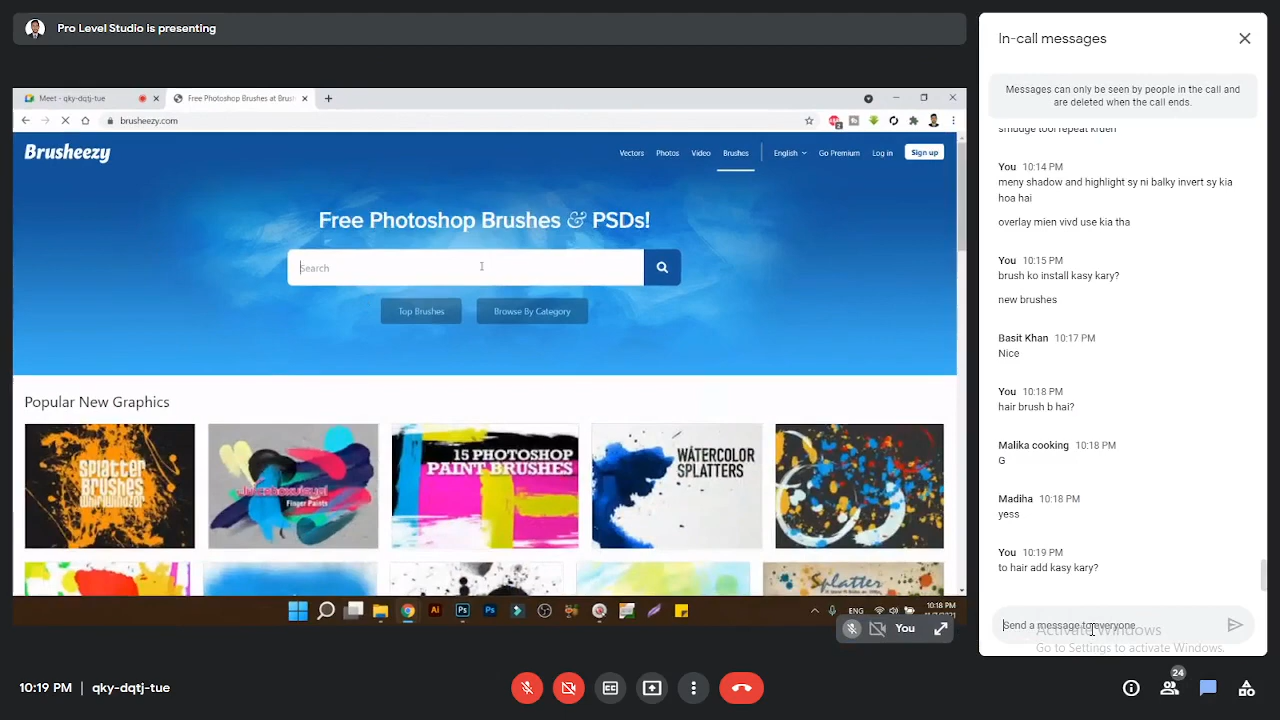 Pro Level Studio is presenting
Meet - qky-dqtj-tue
Free Photoshop Brushes at Brush
brusheezy.com
Brusheezy
Vectors Photos Video Brushes English Go Premium Log in Sign up
Free Photoshop Brushes & PSDs!
Search
Top Brushes
Browse By Category
Popular New Graphics
SPLATTER
BRUSHES
Finger Paints
15 PHOTOSHOP
PAINT BRUSHES
WATERCOLOR
SPLATTERS
Splatter
ENG
10:18 PM
You
10:19 PM | qky-dqtj-tue
In-call messages
Messages can only be seen by people in the call and
are deleted when the call ends.
smudge tool repeat kruen
You 10:14 PM
meny shadow and highlight sy ni balky invert sy kia
hoa hai
overlay mien vivd use kia tha
You 10:15 PM
brush ko install kasy kary?
new brushes
Basit Khan 10:17 PM
Nice
You 10:18 PM
hair brush b hai?
Malika cooking 10:18 PM
G
Madiha 10:18 PM
yess
You 10:19 PM
to hair add kasy kary?
Send a message to everyone
Activate Windows
Go to Settings to activate Windows.
24